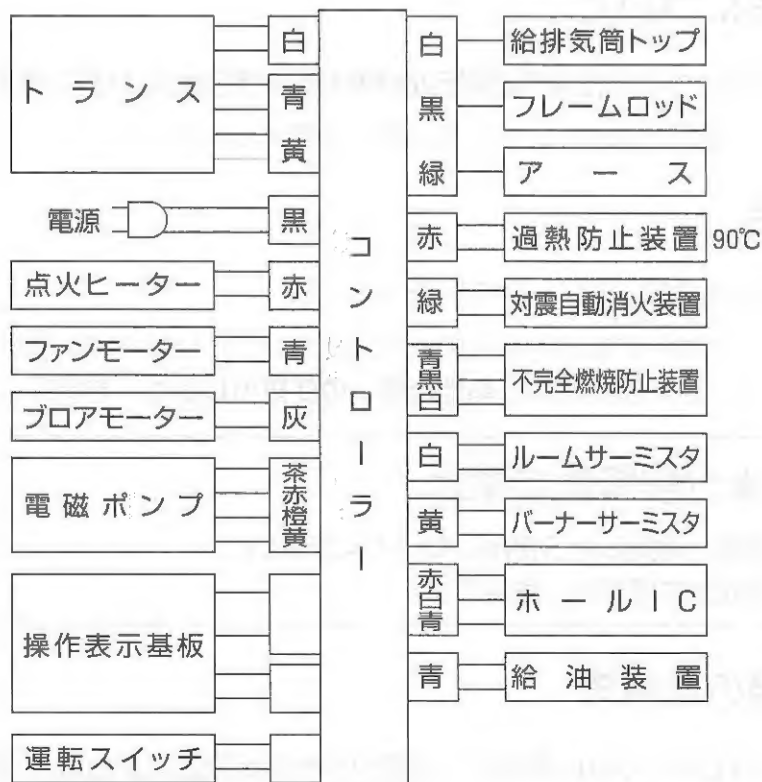 トランス
白
青
黄
電源
黒
点火ヒーター
赤
ファンモーター
青
ブロアモーター
灰
電磁ポンプ
茶
赤
橙
黄
操作表示基板
運転スイッチ
コントローラー
白
給排気筒トップ
黒
フレームロッド
緑
アース
赤
過熱防止装置
90℃
緑
対震自動消火装置
青
黒
白
不完全燃焼防止装置
白
ルームサーミスタ
黄
バーナーサーミスタ
赤
白
青
ホールIC
青
給油装置